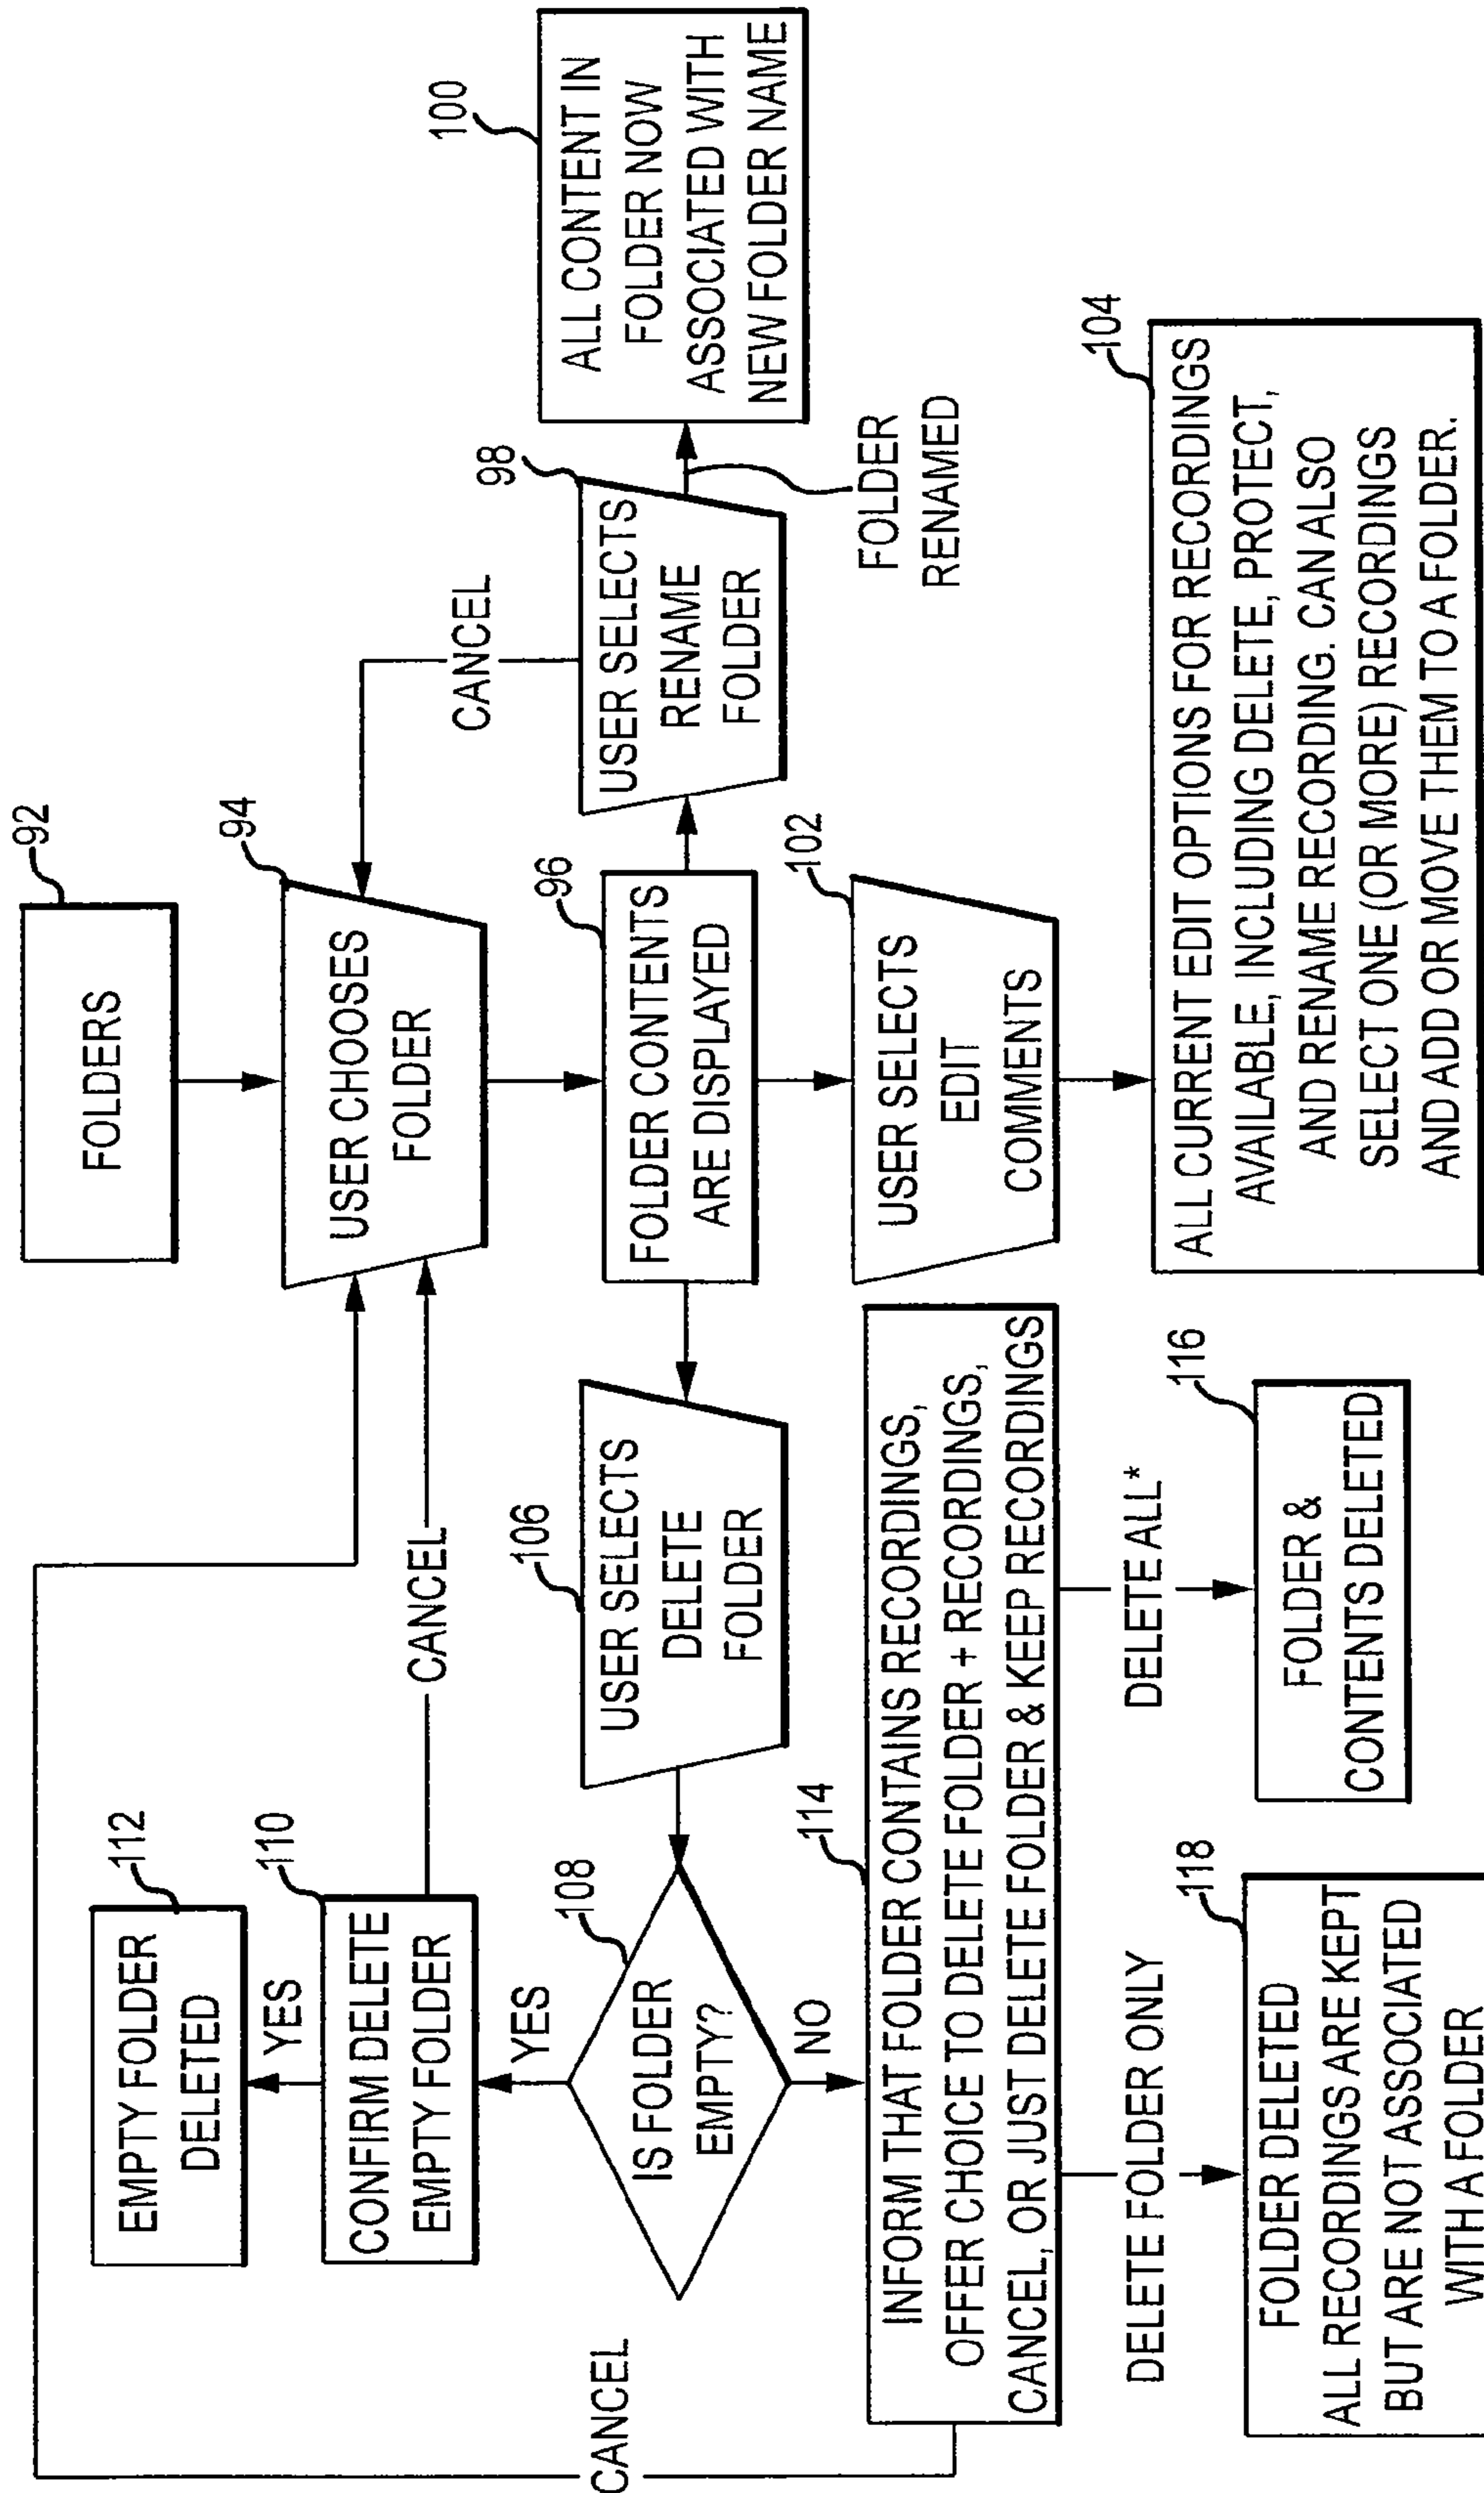 92
FOLDERS
94
USER CHOOSES
FOLDER
96
FOLDER CONTENTS
ARE DISPLAYED
CANCEL
98
USER SELECTS
RENAME
FOLDER
FOLDER
RENAMED
100
ALL CONTENT IN
FOLDER NOW
ASSOCIATED WITH
NEW FOLDER NAME
102
USER SELECTS
EDIT
COMMENTS
104
ALL CURRENT EDIT OPTIONS FOR RECORDINGS
AVAILABLE, INCLUDING DELETE, PROTECT,
AND RENAME RECORDING. CAN ALSO
SELECT ONE (OR MORE) RECORDINGS
AND ADD OR MOVE THEM TO A FOLDER.
106
USER SELECTS
DELETE
FOLDER
108
IS FOLDER
EMPTY?
YES
110
CONFIRM DELETE
EMPTY FOLDER
CANCEL
YES
112
EMPTY FOLDER
DELETED
NO
114
INFORM THAT FOLDER CONTAINS RECORDINGS,
OFFER CHOICE TO DELETE FOLDER + RECORDINGS,
CANCEL, OR JUST DELETE FOLDER & KEEP RECORDINGS
CANCEL
DELETE ALL*
116
FOLDER &
CONTENTS DELETED
DELETE FOLDER ONLY
118
FOLDER DELETED
ALL RECORDINGS ARE KEPT
BUT ARE NOT ASSOCIATED
WITH A FOLDER